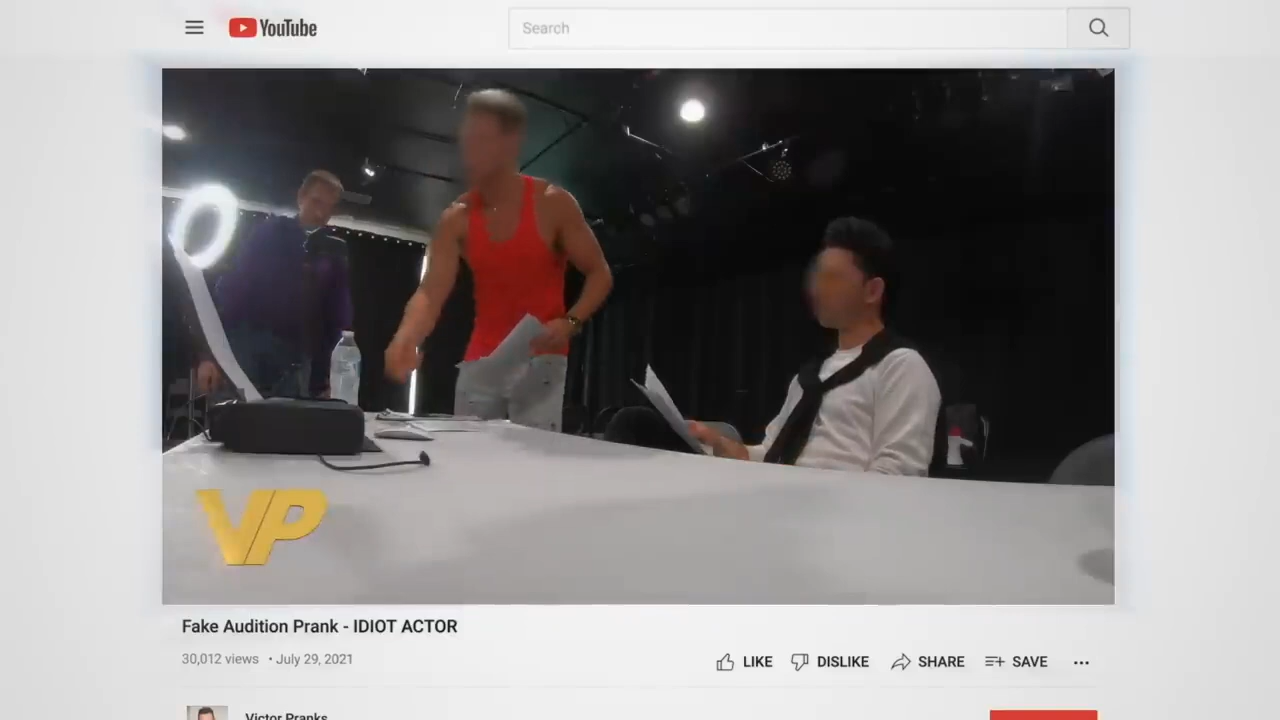 YouTube
Search
VP
Fake Audition Prank - IDIOT ACTOR
30,012 views • July 29, 2021
LIKE
DISLIKE
SHARE
SAVE
Victor Pranks